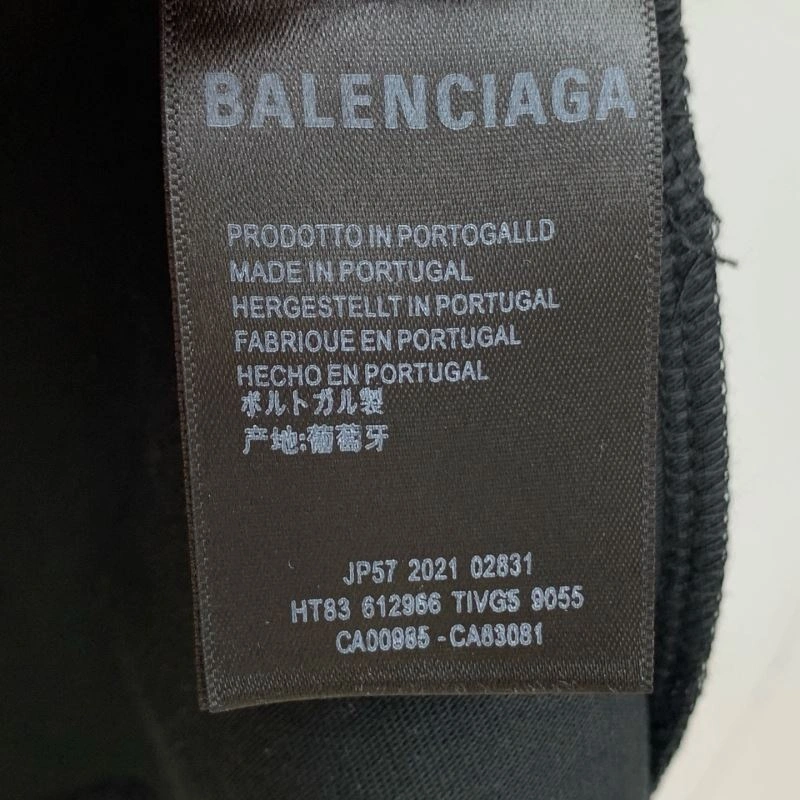 BALENCIAGA
PRODOTTO IN PORTOGALLD
MADE IN PORTUGAL
HERGESTELLT IN PORTUGAL
FABRIOUE EN PORTUGAL
HECHO EN PORTUGAL
ポルトガル製
产地:葡萄牙
JP57 2021 02831
HT83 612966 TIVG5 9055
CA00985 - CA83081